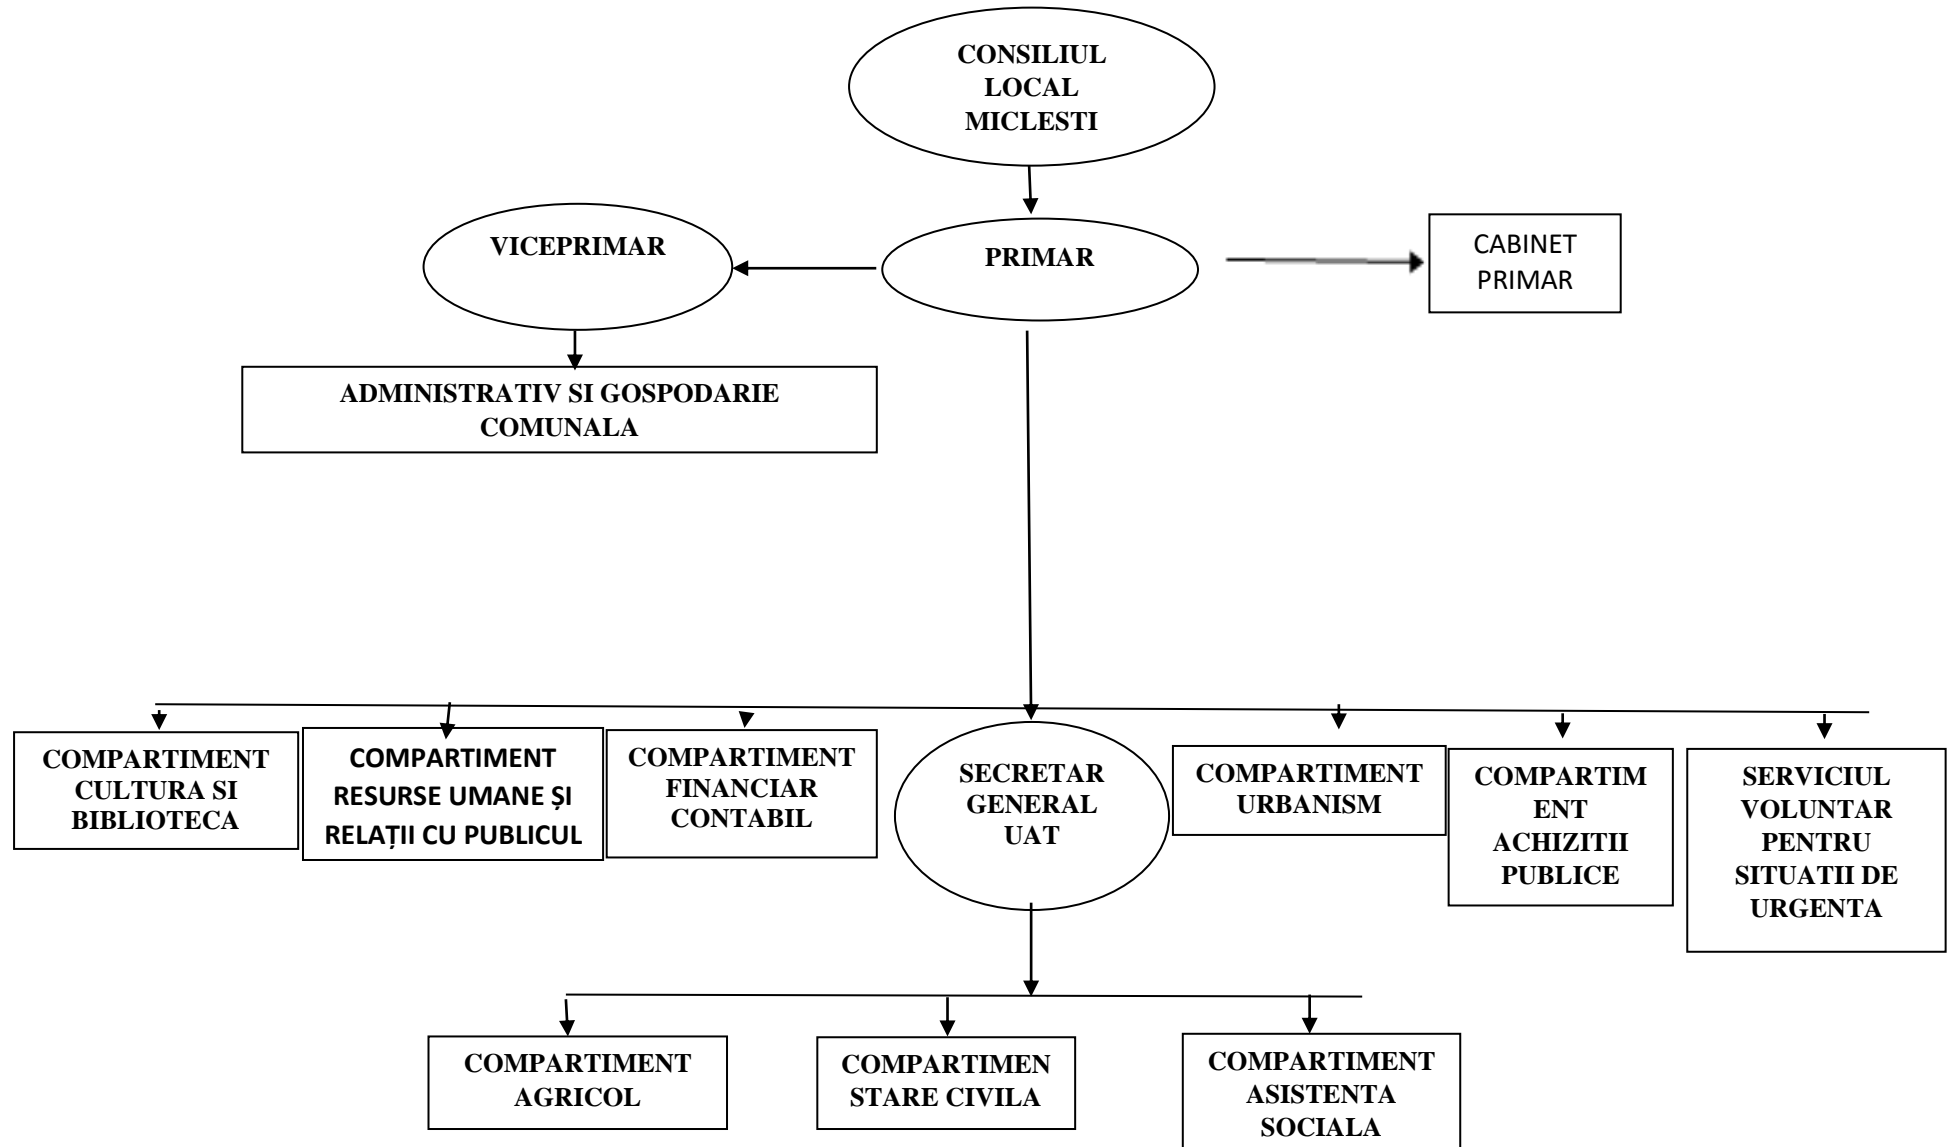 CONSILIUL
LOCAL
MICLESTI
VICEPRIMAR
PRIMAR
CABINET
PRIMAR
ADMINISTRATIV SI GOSPODARIE
COMUNALA
COMPARTIMENT
CULTURA SI
BIBLIOTECA
COMPARTIMENT
RESURSE UMANE ȘI
RELAȚII CU PUBLICUL
COMPARTIMENT
FINANCIAR
CONTABIL
SECRETAR
GENERAL
UAT
COMPARTIMENT
URBANISM
COMPARTIM
ENT
ACHIZITII
PUBLICE
SERVICIUL
VOLUNTAR
PENTRU
SITUATII DE
URGENTA
COMPARTIMENT
AGRICOL
COMPARTIMEN
STARE CIVILA
COMPARTIMENT
ASISTENTA
SOCIALA